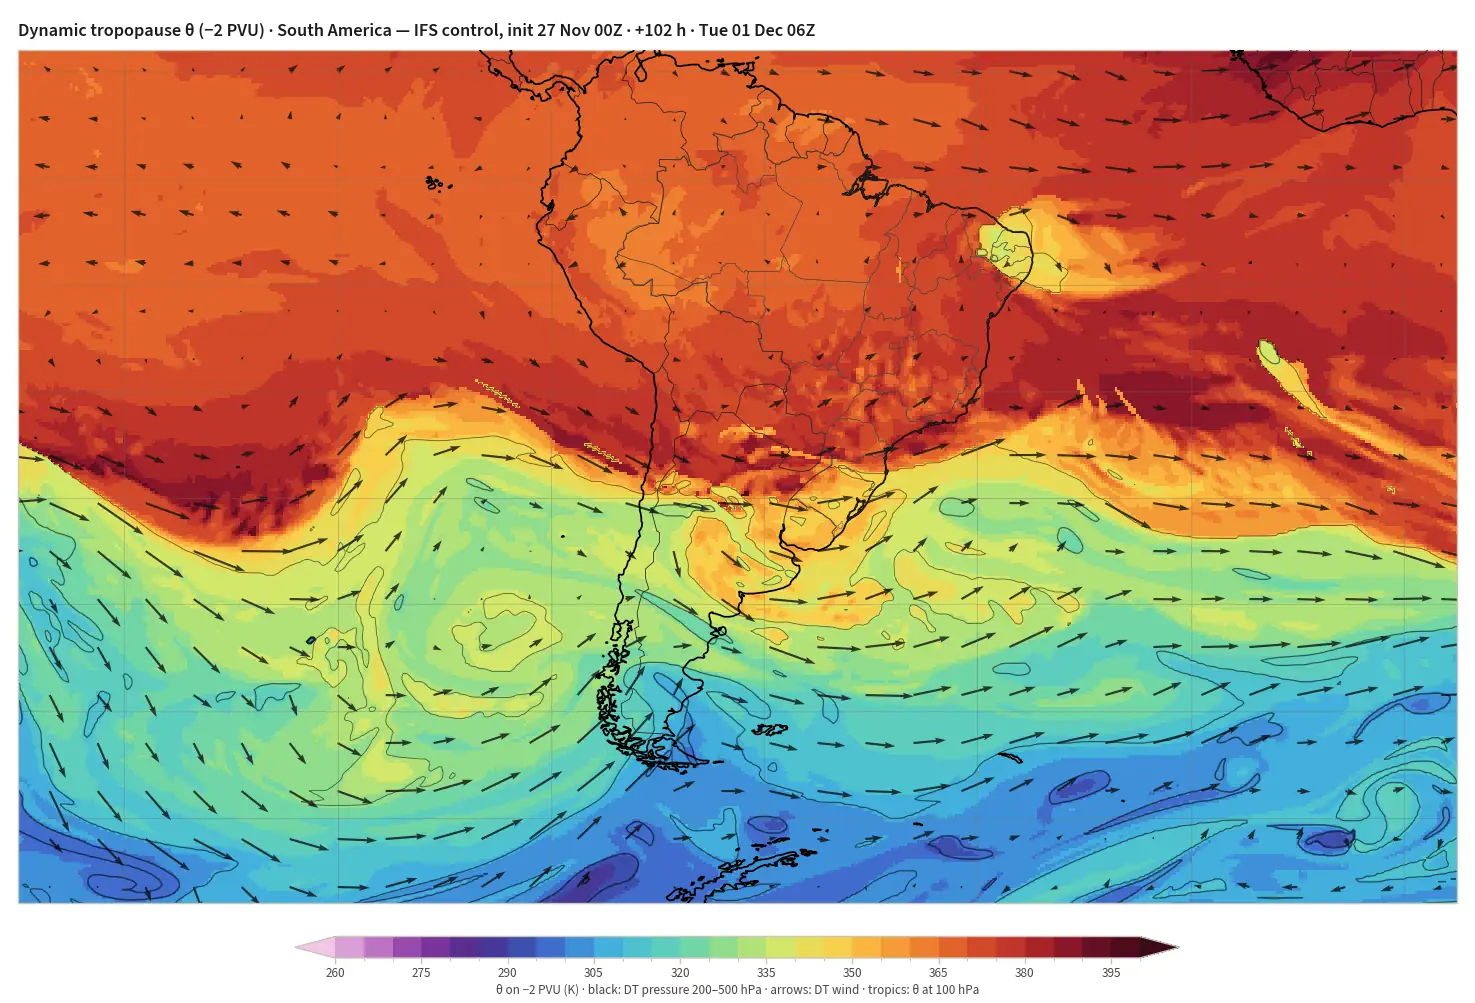 Dynamic tropopause θ (−2 PVU) · South America — IFS control, init 27 Nov 00Z · +102 h · Tue 01 Dec 06Z
260 275 290 305 320 335 350 365 380 395
θ on −2 PVU (K) · black: DT pressure 200–500 hPa · arrows: DT wind · tropics: θ at 100 hPa